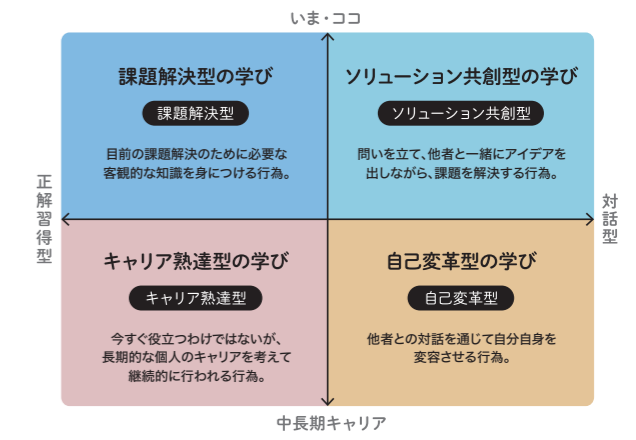 いま・ココ
課題解決型の学び
課題解決型
目前の課題解決のために必要な
客観的な知識を身につける行為。
ソリューション共創型の学び
ソリューション共創型
問いを立て、他者と一緒にアイデアを
出しながら、課題を解決する行為。
正解習得型
対話型
キャリア熟達型の学び
キャリア熟達型
今すぐ役立つわけではないが、
長期的な個人のキャリアを考えて
継続的に行われる行為。
自己変革型の学び
自己変革型
他者との対話を通じて自分自身を
変容させる行為。
中長期キャリア